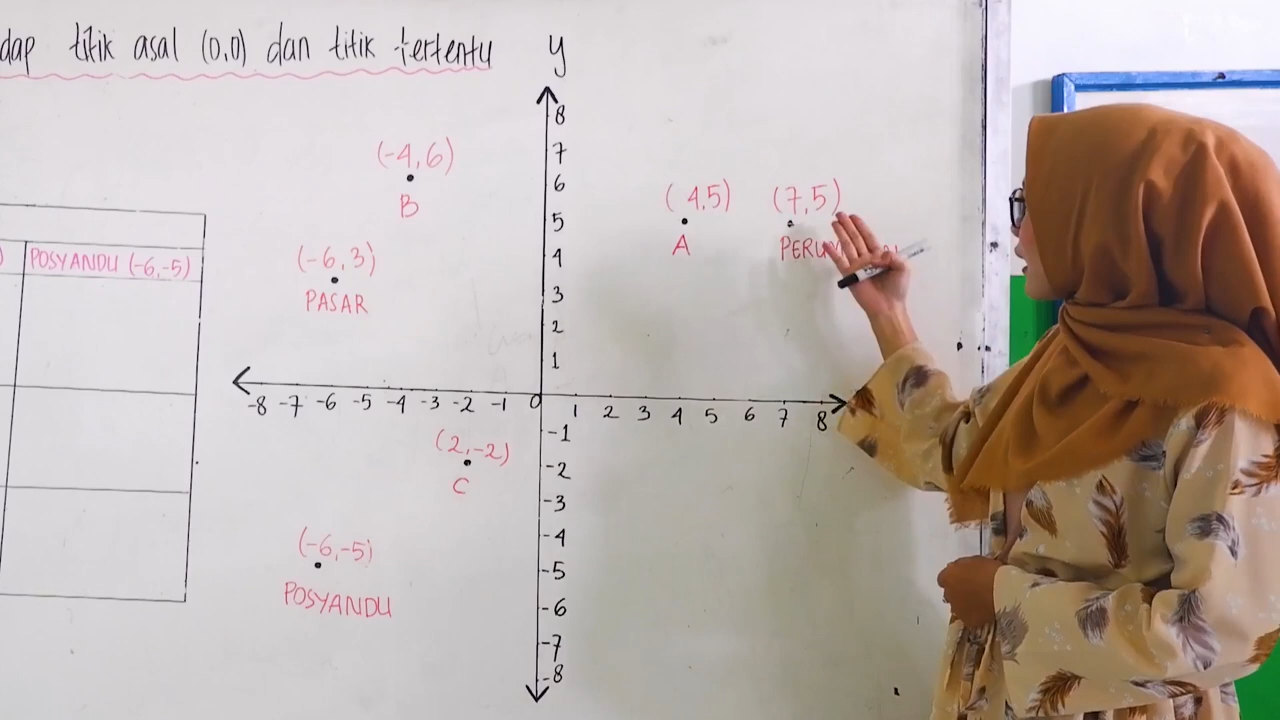 titik asal (0,0) dan titik tertentu
y
8
7
6
5
4
3
2
1
(-4,6)
B
(4,5)
A
(7,5)
(-6,3)
PASAR
POSYANDU (-6,-5)
-8 -7 -6 -5 -4 -3 -2 -1 0 1 2 3 4 5 6 7 8
-1
-2
-3
-4
-5
-6
-7
-8
(2,-2)
C
(-6,-5)
POSYANDU